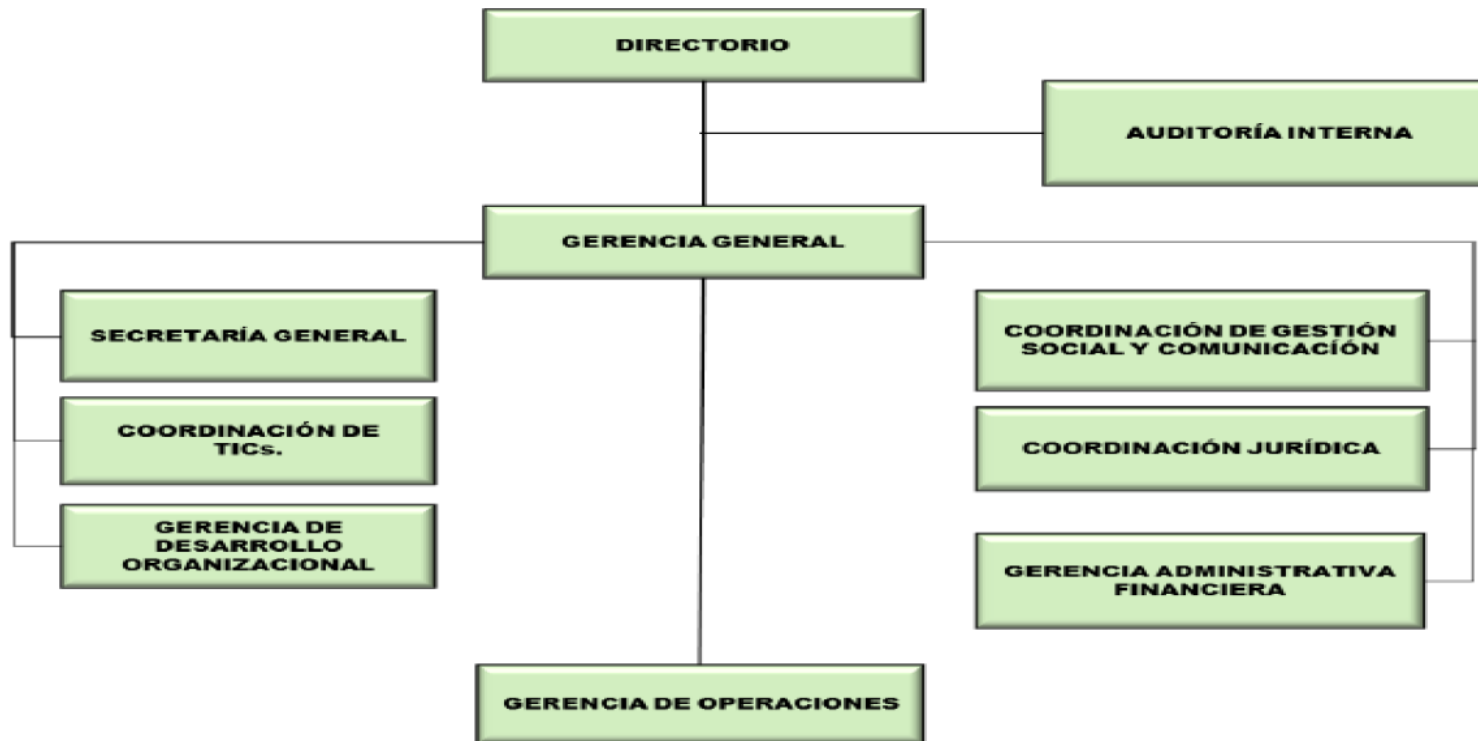 DIRECTORIO
AUDITORÍA INTERNA
GERENCIA GENERAL
SECRETARÍA GENERAL
COORDINACIÓN DE
TICs.
GERENCIA DE
DESARROLLO
ORGANIZACIONAL
COORDINACIÓN DE GESTIÓN
SOCIAL Y COMUNICACÍÓN
COORDINACIÓN JURÍDICA
GERENCIA ADMINISTRATIVA
FINANCIERA
GERENCIA DE OPERACIONES